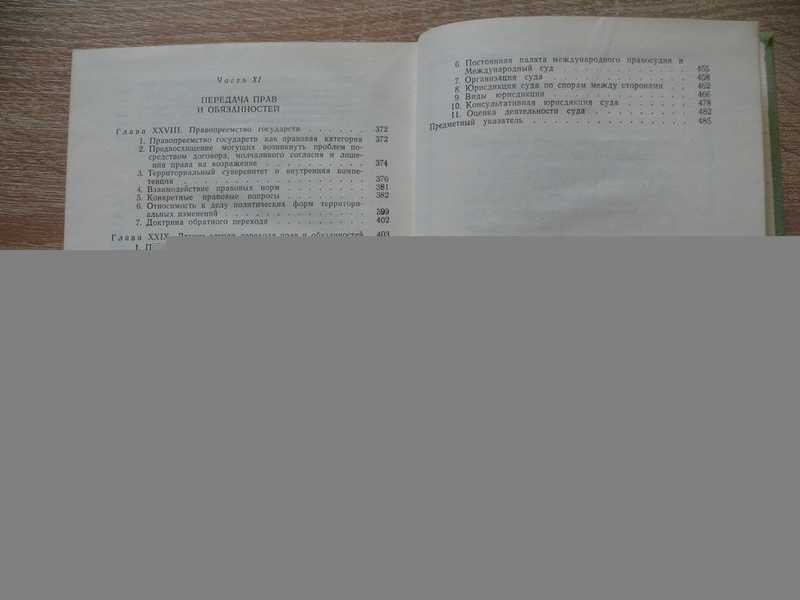 Часть XI
ПЕРЕДАЧА ПРАВ
И ОБЯЗАННОСТЕЙ
Глава XXVIII. Правопреемство государств . . . . . . 372
1. Правопреемство государств как правовая категория 372
2. Предвосхищение могущих возникнуть проблем по-
средством договора, молчаливого согласия и лише-
ния права на возражение . . . . . . . . . . 374
3. Территориальный суверенитет и внутренняя компе-
тенция . . . . . . . . . . . . . . . . . 376
4. Взаимодействие правовых норм . . . . . . . . 381
5. Конкретные правовые вопросы . . . . . . . . 382
6. Относимость к делу политических форм территори-
альных изменений . . . . . . . . . . . . . 399
7. Доктрина обратного перехода . . . . . . . . . 402
Глава XXIX. Другие случаи перехода прав и обязанностей 403
1. П
6. Постоянная палата международного правосудия и
Международный суд . . . . . . . . . . . . 455
7. Организация суда . . . . . . . . . . . . . 458
8. Юрисдикция суда по спорам между сторонами . . 462
9. Виды юрисдикции . . . . . . . . . . . . . 466
10. Консультативная юрисдикция суда . . . . . . 478
11. Оценка деятельности суда . . . . . . . . . 482
Предметный указатель . . . . . . . . . . . . . . 485